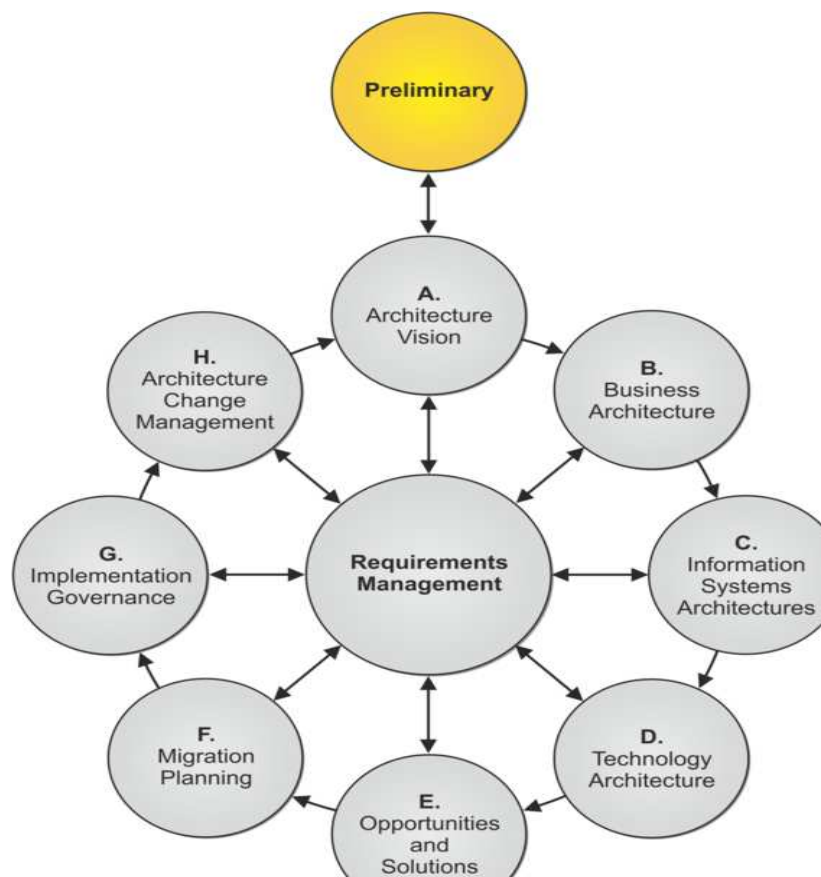 Preliminary
A.
Architecture
Vision
B.
Business
Architecture
C.
Information
Systems
Architectures
D.
Technology
Architecture
E.
Opportunities
and
Solutions
F.
Migration
Planning
G.
Implementation
Governance
H.
Architecture
Change
Management
Requirements
Management